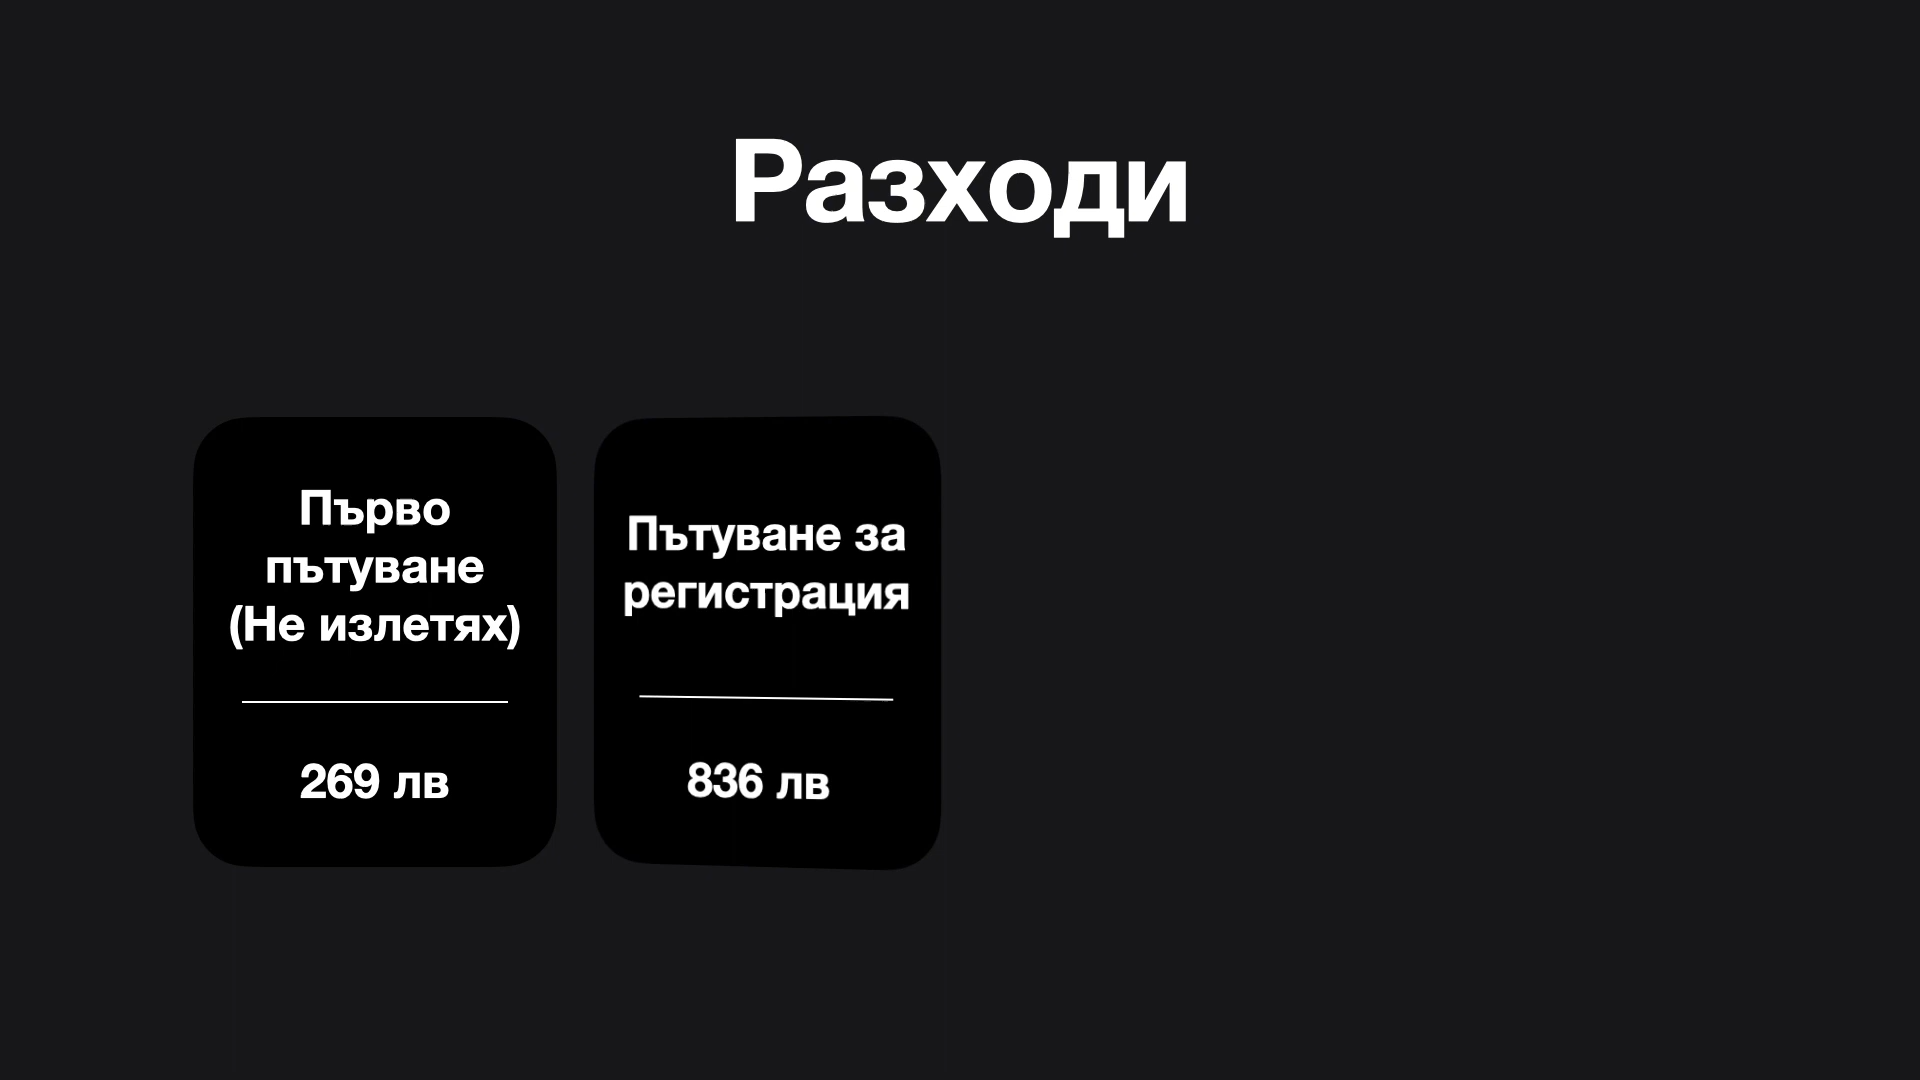 Разходи
Първо
пътуване
(Не излетях)
269 лв
Пътуване за
регистрация
836 лв